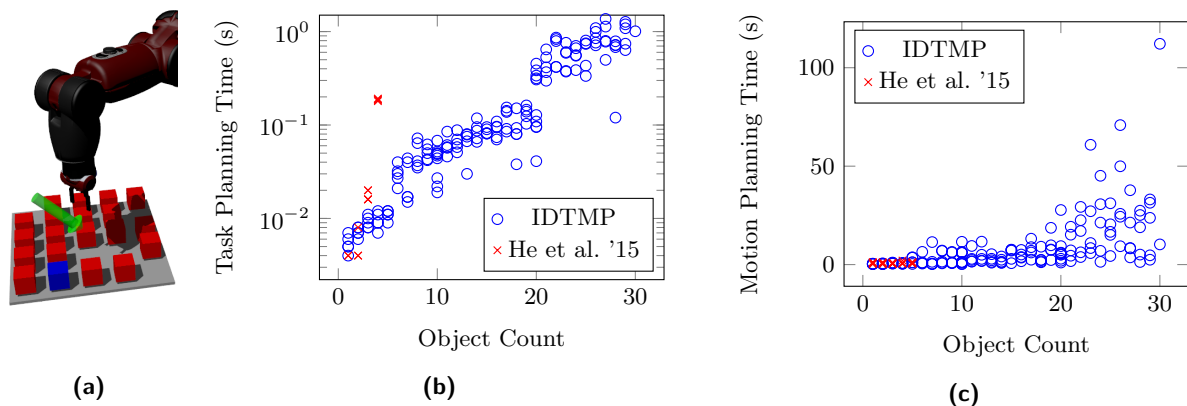 Task Planning Time (s)
10^0
10^{-1}
10^{-2}
IDTMP
He et al. '15
0
10
20
30
Object Count
Motion Planning Time (s)
100
50
0
IDTMP
He et al. '15
0
10
20
30
Object Count
(a)
(b)
(c)